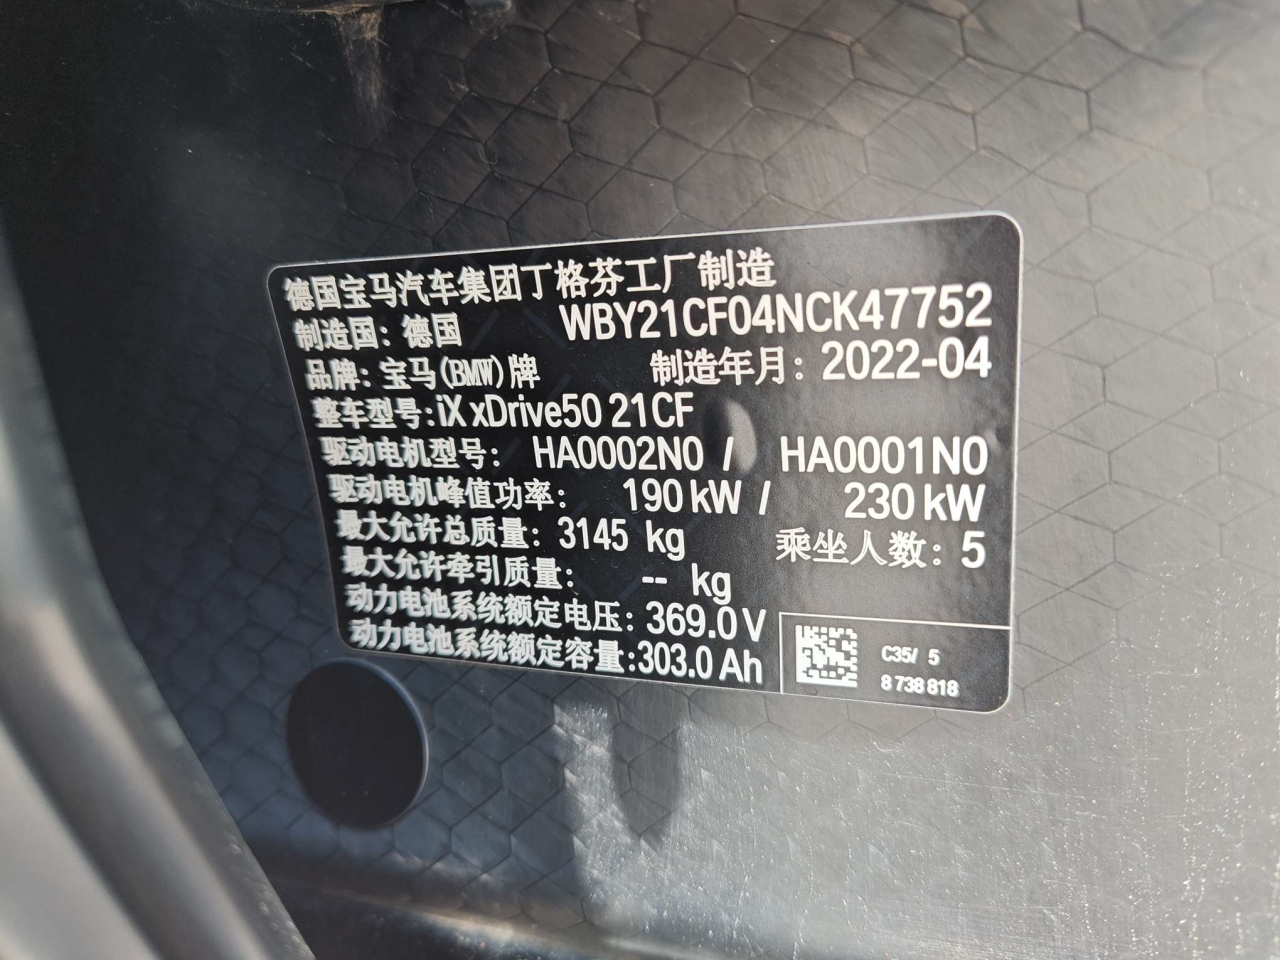 德国宝马汽车集团丁格芬工厂制造
制造国: 德国 WBY21CF04NCK47752
品牌: 宝马(BMW)牌 制造年月: 2022-04
整车型号:iX xDrive50 21CF
驱动电机型号: HA0002N0 / HA0001N0
驱动电机峰值功率: 190 kW / 230 kW
最大允许总质量: 3145 kg 乘坐人数: 5
最大允许牵引质量: -- kg
动力电池系统额定电压: 369.0 V
动力电池系统额定容量:303.0 Ah
C35/ 5
8 738 818